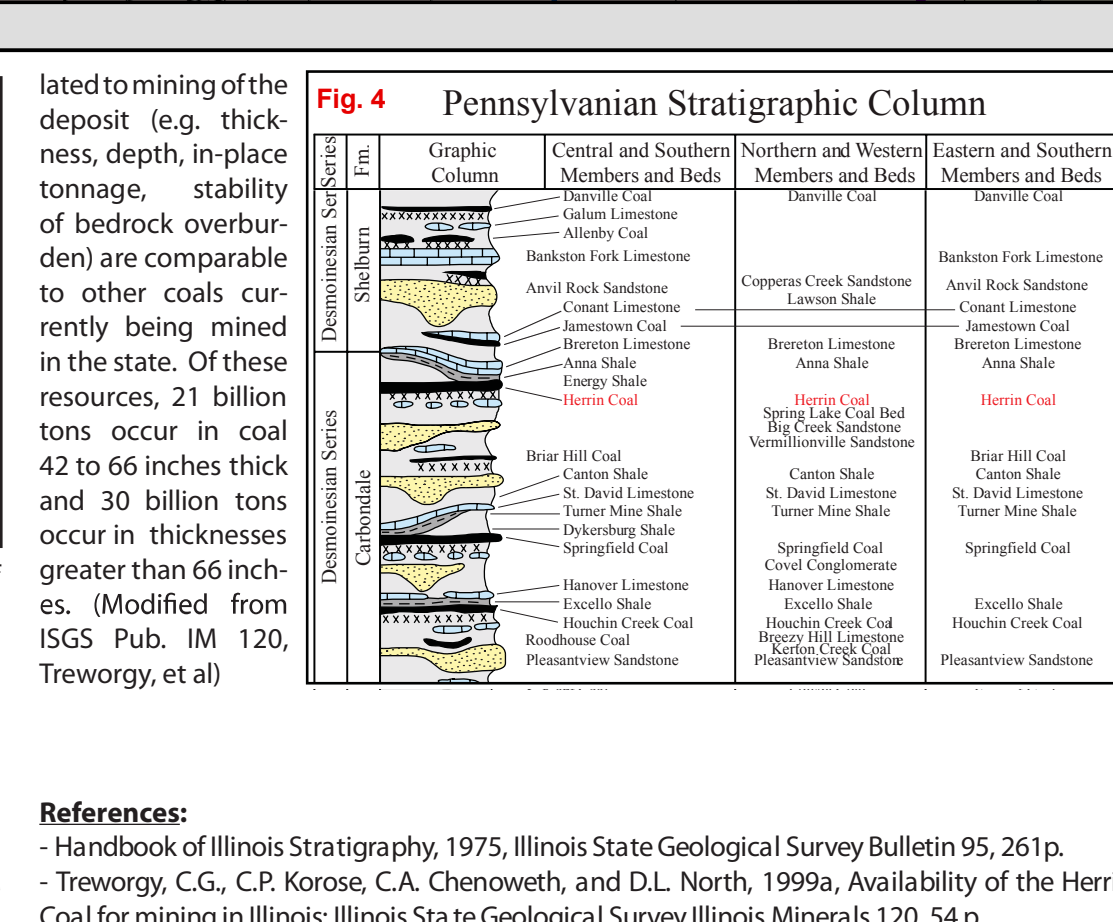 lated to mining of the
deposit (e.g. thick-
ness, depth, in-place
tonnage, stability
of bedrock overbur-
den) are comparable
to other coals cur-
rently being mined
in the state. Of these
resources, 21 billion
tons occur in coal
42 to 66 inches thick
and 30 billion tons
occur in thicknesses
greater than 66 inch-
es. (Modified from
ISGS Pub. IM 120,
Treworgy, et al)
Fig. 4
Pennsylvanian Stratigraphic Column
Series
Fm.
Graphic
Column
Central and Southern
Members and Beds
Northern and Western
Members and Beds
Eastern and Southern
Members and Beds
Desmoinesian Ser
Shelburn
Desmoinesian Series
Carbondale
Danville Coal
Galum Limestone
Allenby Coal
Bankston Fork Limestone
Anvil Rock Sandstone
Conant Limestone
Jamestown Coal
Brereton Limestone
Anna Shale
Energy Shale
Herrin Coal
Briar Hill Coal
Canton Shale
St. David Limestone
Turner Mine Shale
Dykersburg Shale
Springfield Coal
Hanover Limestone
Excello Shale
Houchin Creek Coal
Roodhouse Coal
Pleasantview Sandstone
Danville Coal
Copperas Creek Sandstone
Lawson Shale
Brereton Limestone
Anna Shale
Herrin Coal
Spring Lake Coal Bed
Big Creek Sandstone
Vermillionville Sandstone
Canton Shale
St. David Limestone
Turner Mine Shale
Springfield Coal
Covel Conglomerate
Hanover Limestone
Excello Shale
Houchin Creek Coal
Breezy Hill Limestone
Kerton Creek Coal
Pleasantview Sandstone
Danville Coal
Bankston Fork Limestone
Anvil Rock Sandstone
Conant Limestone
Jamestown Coal
Brereton Limestone
Anna Shale
Herrin Coal
Briar Hill Coal
Canton Shale
St. David Limestone
Turner Mine Shale
Springfield Coal
Excello Shale
Houchin Creek Coal
Pleasantview Sandstone
References:
- Handbook of Illinois Stratigraphy, 1975, Illinois State Geological Survey Bulletin 95, 261p.
- Treworgy, C.G., C.P. Korose, C.A. Chenoweth, and D.L. North, 1999a, Availability of the Herri
Coal for mining in Illinois: Illinois State Geological Survey Illinois Minerals 120, 54 p.